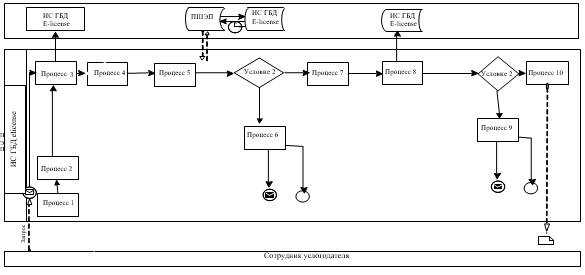 ИС ГБД
E-license
ПШЭП
ИС ГБД
E-license
ИС ГБД
E-license
ИС ГБД elicense
Процесс 3
Процесс 4
Процесс 5
Условие 2
Процесс 7
Процесс 8
Условие 2
Процесс 10
Процесс 6
Процесс 9
Процесс 2
Процесс 1
Запрос
Сотрудник услогодателя